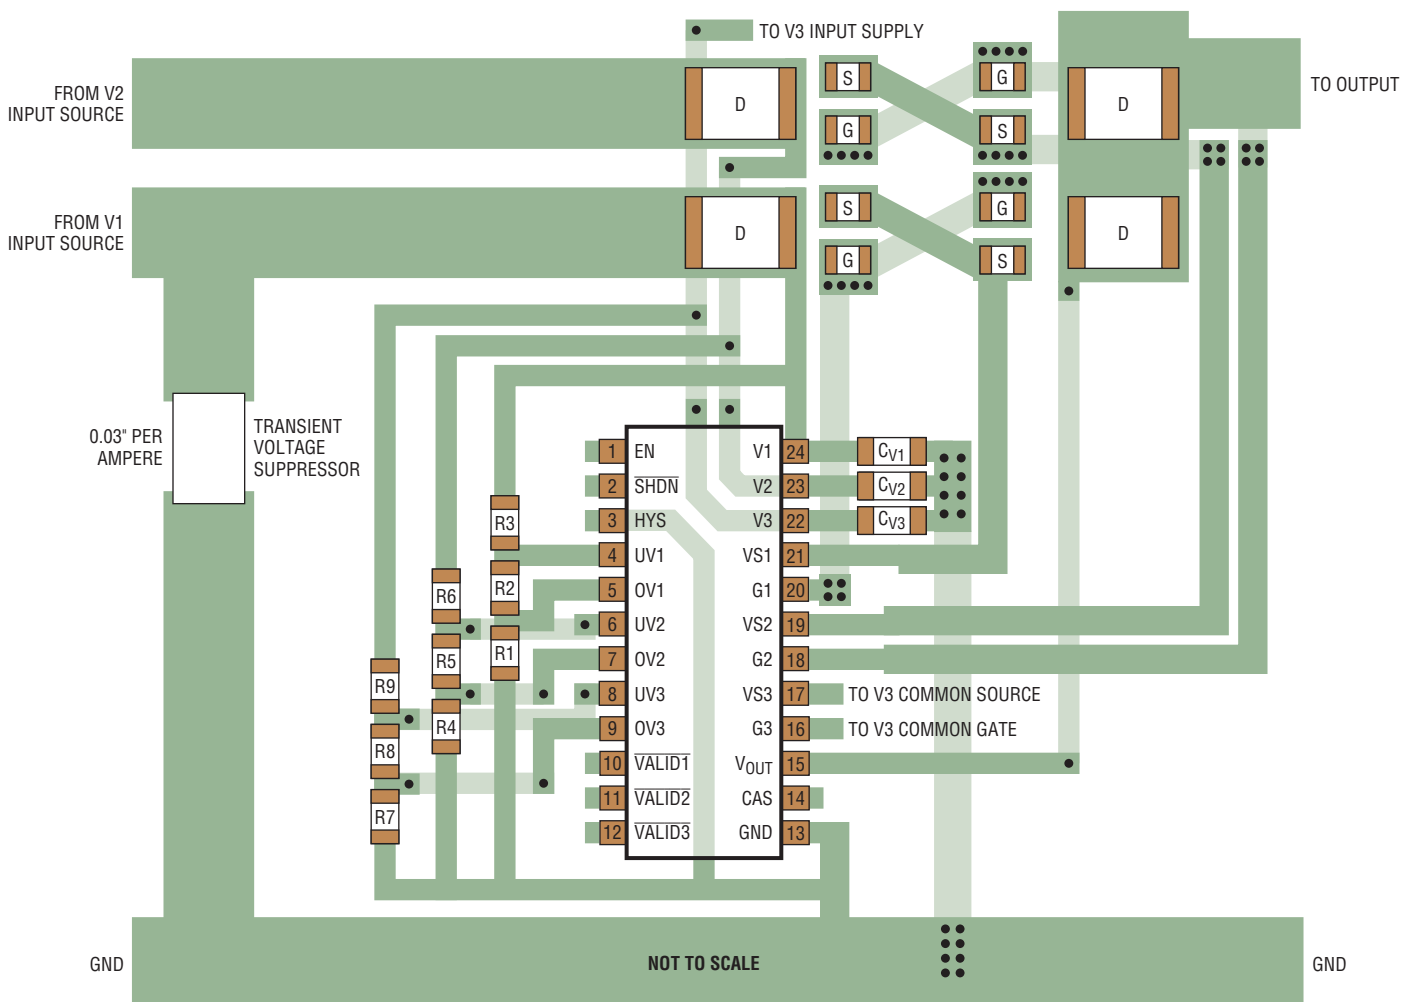 TO V3 INPUT SUPPLY
FROM V2
INPUT SOURCE
D
S
G
G
S
D
TO OUTPUT
FROM V1
INPUT SOURCE
D
S
G
G
S
D
0.03" PER
AMPERE
TRANSIENT
VOLTAGE
SUPPRESSOR
1 EN
2 SHDN
3 HYS
4 UV1
5 OV1
6 UV2
7 OV2
8 UV3
9 OV3
10 VALID1
11 VALID2
12 VALID3
V1 24
V2 23
V3 22
VS1 21
G1 20
VS2 19
G2 18
VS3 17
G3 16
VOUT 15
CAS 14
GND 13
CV1
CV2
CV3
R3
R2
R1
R6
R5
R4
R9
R8
R7
TO V3 COMMON SOURCE
TO V3 COMMON GATE
GND
NOT TO SCALE
GND